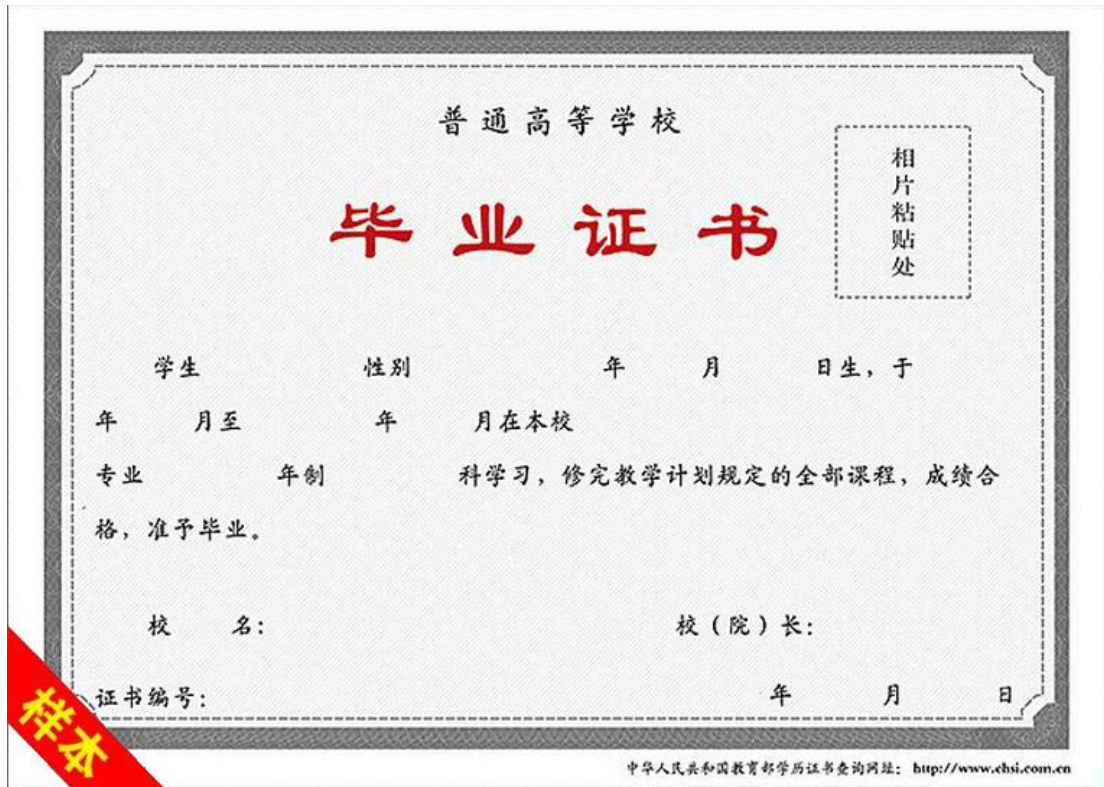 普通高等学校
相片粘贴处
毕业证书
学生 性别 年 月 日生，于
年 月至 年 月在本校
专业 年制 科学习，修完教学计划规定的全部课程，成绩合
格，准予毕业。
校 名： 校（院）长：
证书编号： 年 月 日
样本
中华人民共和国教育部学历证书查询网址： http://www.chsi.com.cn